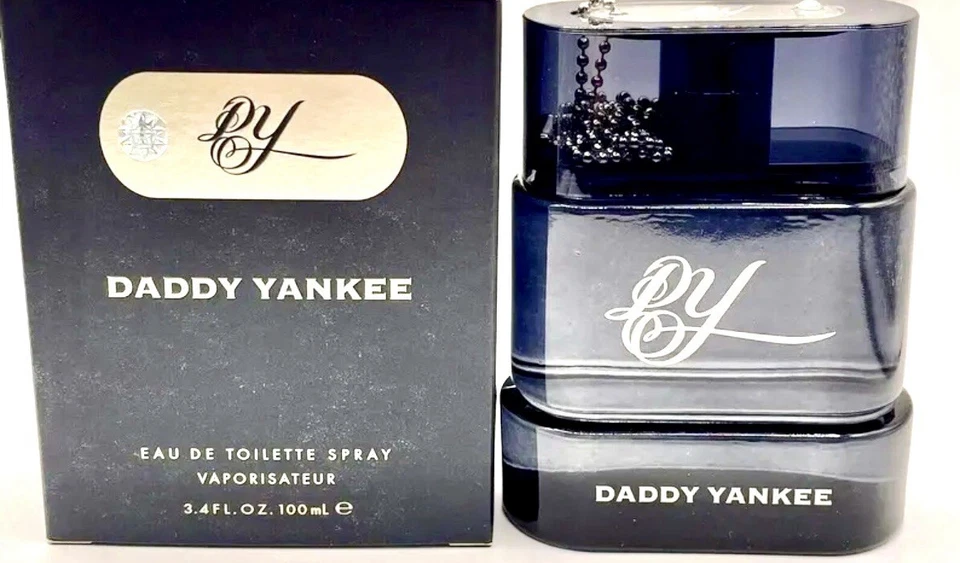 DY
DADDY YANKEE
EAU DE TOILETTE SPRAY
VAPORISATEUR
3.4FL.OZ. 100mL ℮
DY
DADDY YANKEE